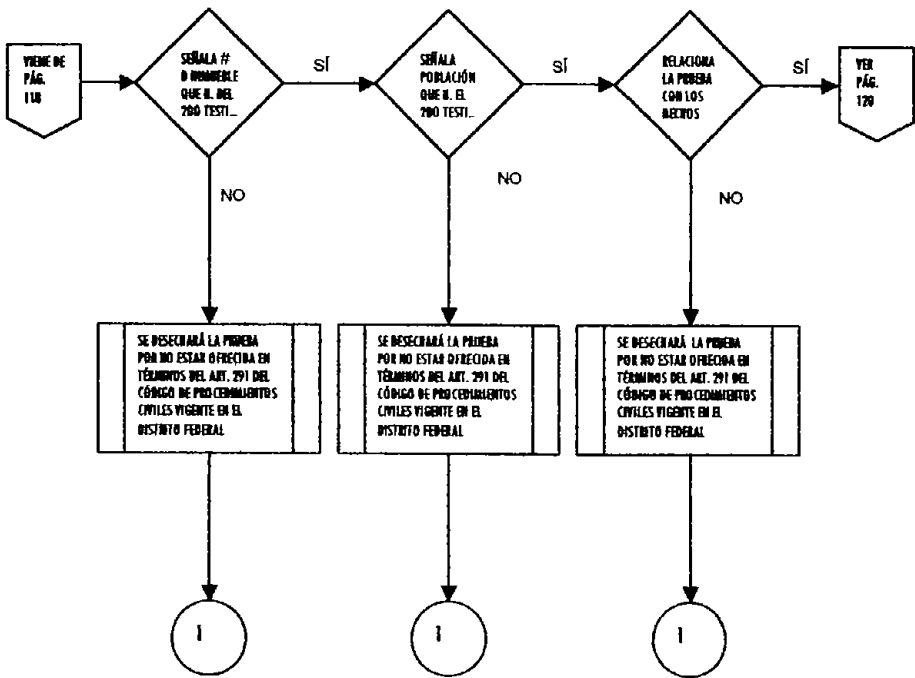 VIENE DE
PÁG.
118
SEÑALA #
O INMUEBLE
QUE H. DEL
2DO TESTI...
SÍ
SEÑALA
POBLACIÓN
QUE H. EL
2DO TESTI...
SÍ
RELACIONA
LA PRUEBA
CON LOS
HECHOS
SÍ
VER
PÁG.
120
NO
NO
NO
SE DESECHARÁ LA PRUEBA
POR NO ESTAR OFRECIDA EN
TÉRMINOS DEL ART. 291 DEL
CÓDIGO DE PROCEDIMIENTOS
CIVILES VIGENTE EN EL
DISTRITO FEDERAL
SE DESECHARÁ LA PRUEBA
POR NO ESTAR OFRECIDA EN
TÉRMINOS DEL ART. 291 DEL
CÓDIGO DE PROCEDIMIENTOS
CIVILES VIGENTE EN EL
DISTRITO FEDERAL
SE DESECHARÁ LA PRUEBA
POR NO ESTAR OFRECIDA EN
TÉRMINOS DEL ART. 291 DEL
CÓDIGO DE PROCEDIMIENTOS
CIVILES VIGENTE EN EL
DISTRITO FEDERAL
1
1
1